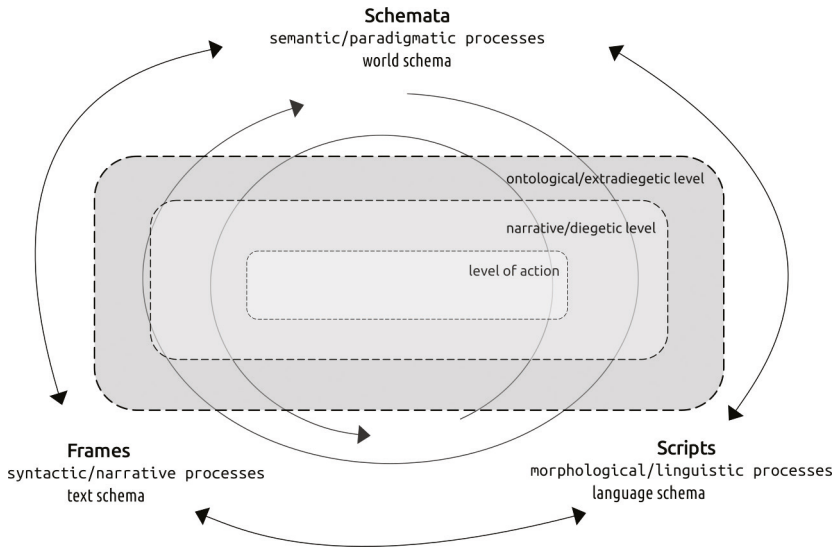 Schemata
semantic/paradigmatic processes
world schema
ontological/extradiegetic level
narrative/diegetic level
level of action
Frames
syntactic/narrative processes
text schema
Scripts
morphological/linguistic processes
language schema